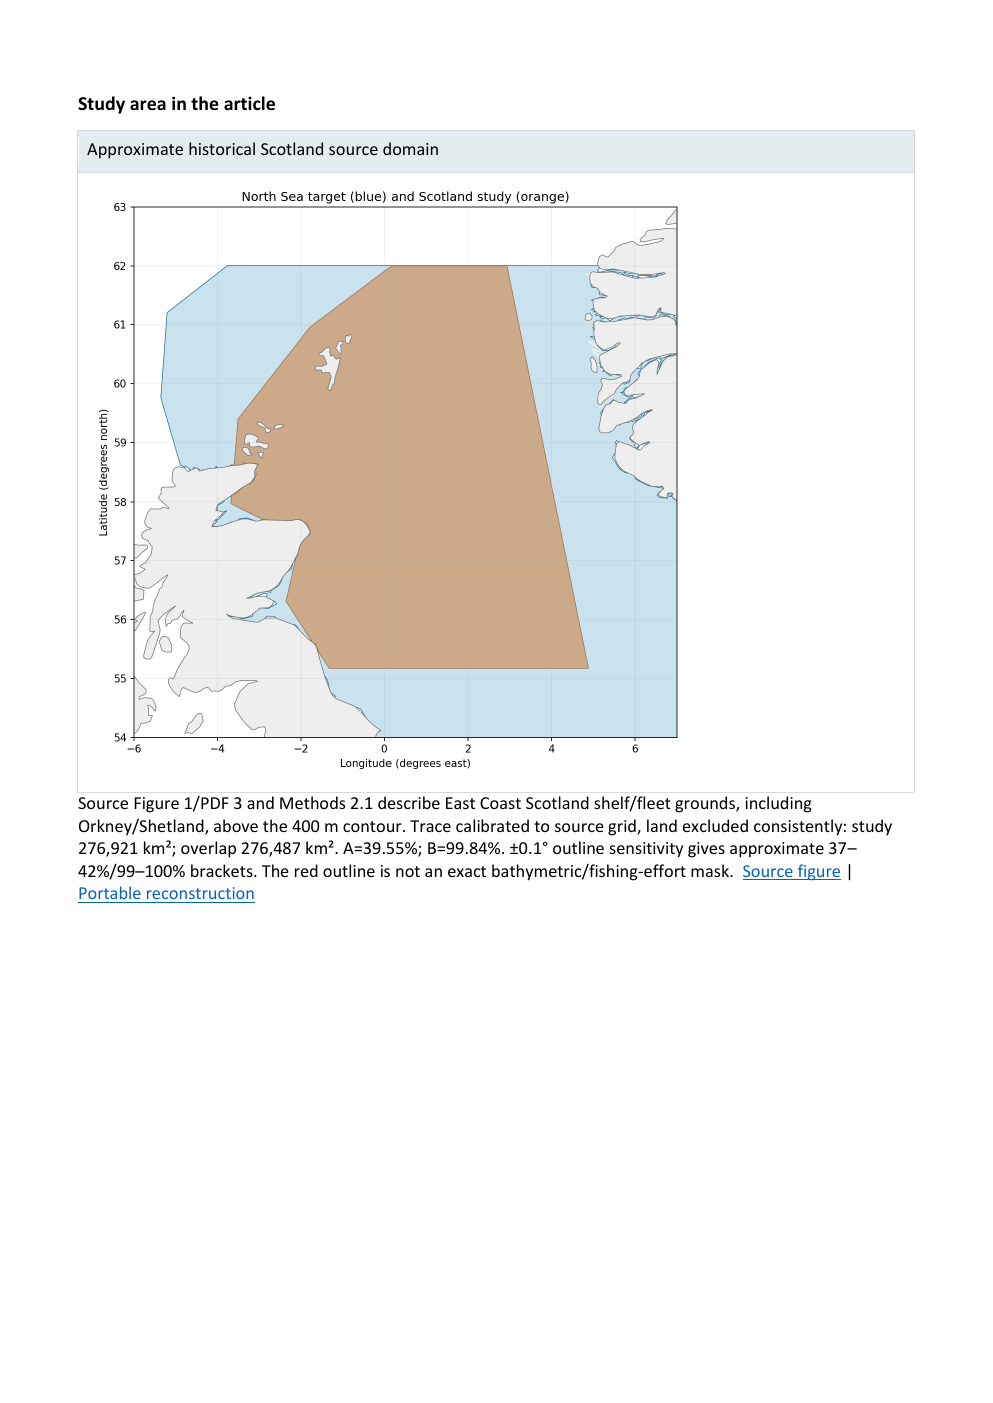 Study area in the article
Approximate historical Scotland source domain
North Sea target (blue) and Scotland study (orange)
63
62
61
60
59
58
57
56
55
54
Latitude (degrees north)
−6
−4
−2
0
2
4
6
Longitude (degrees east)
Source Figure 1/PDF 3 and Methods 2.1 describe East Coast Scotland shelf/fleet grounds, including
Orkney/Shetland, above the 400 m contour. Trace calibrated to source grid, land excluded consistently: study
276,921 km²; overlap 276,487 km². A=39.55%; B=99.84%. ±0.1° outline sensitivity gives approximate 37–
42%/99–100% brackets. The red outline is not an exact bathymetric/fishing-effort mask. Source figure |
Portable reconstruction